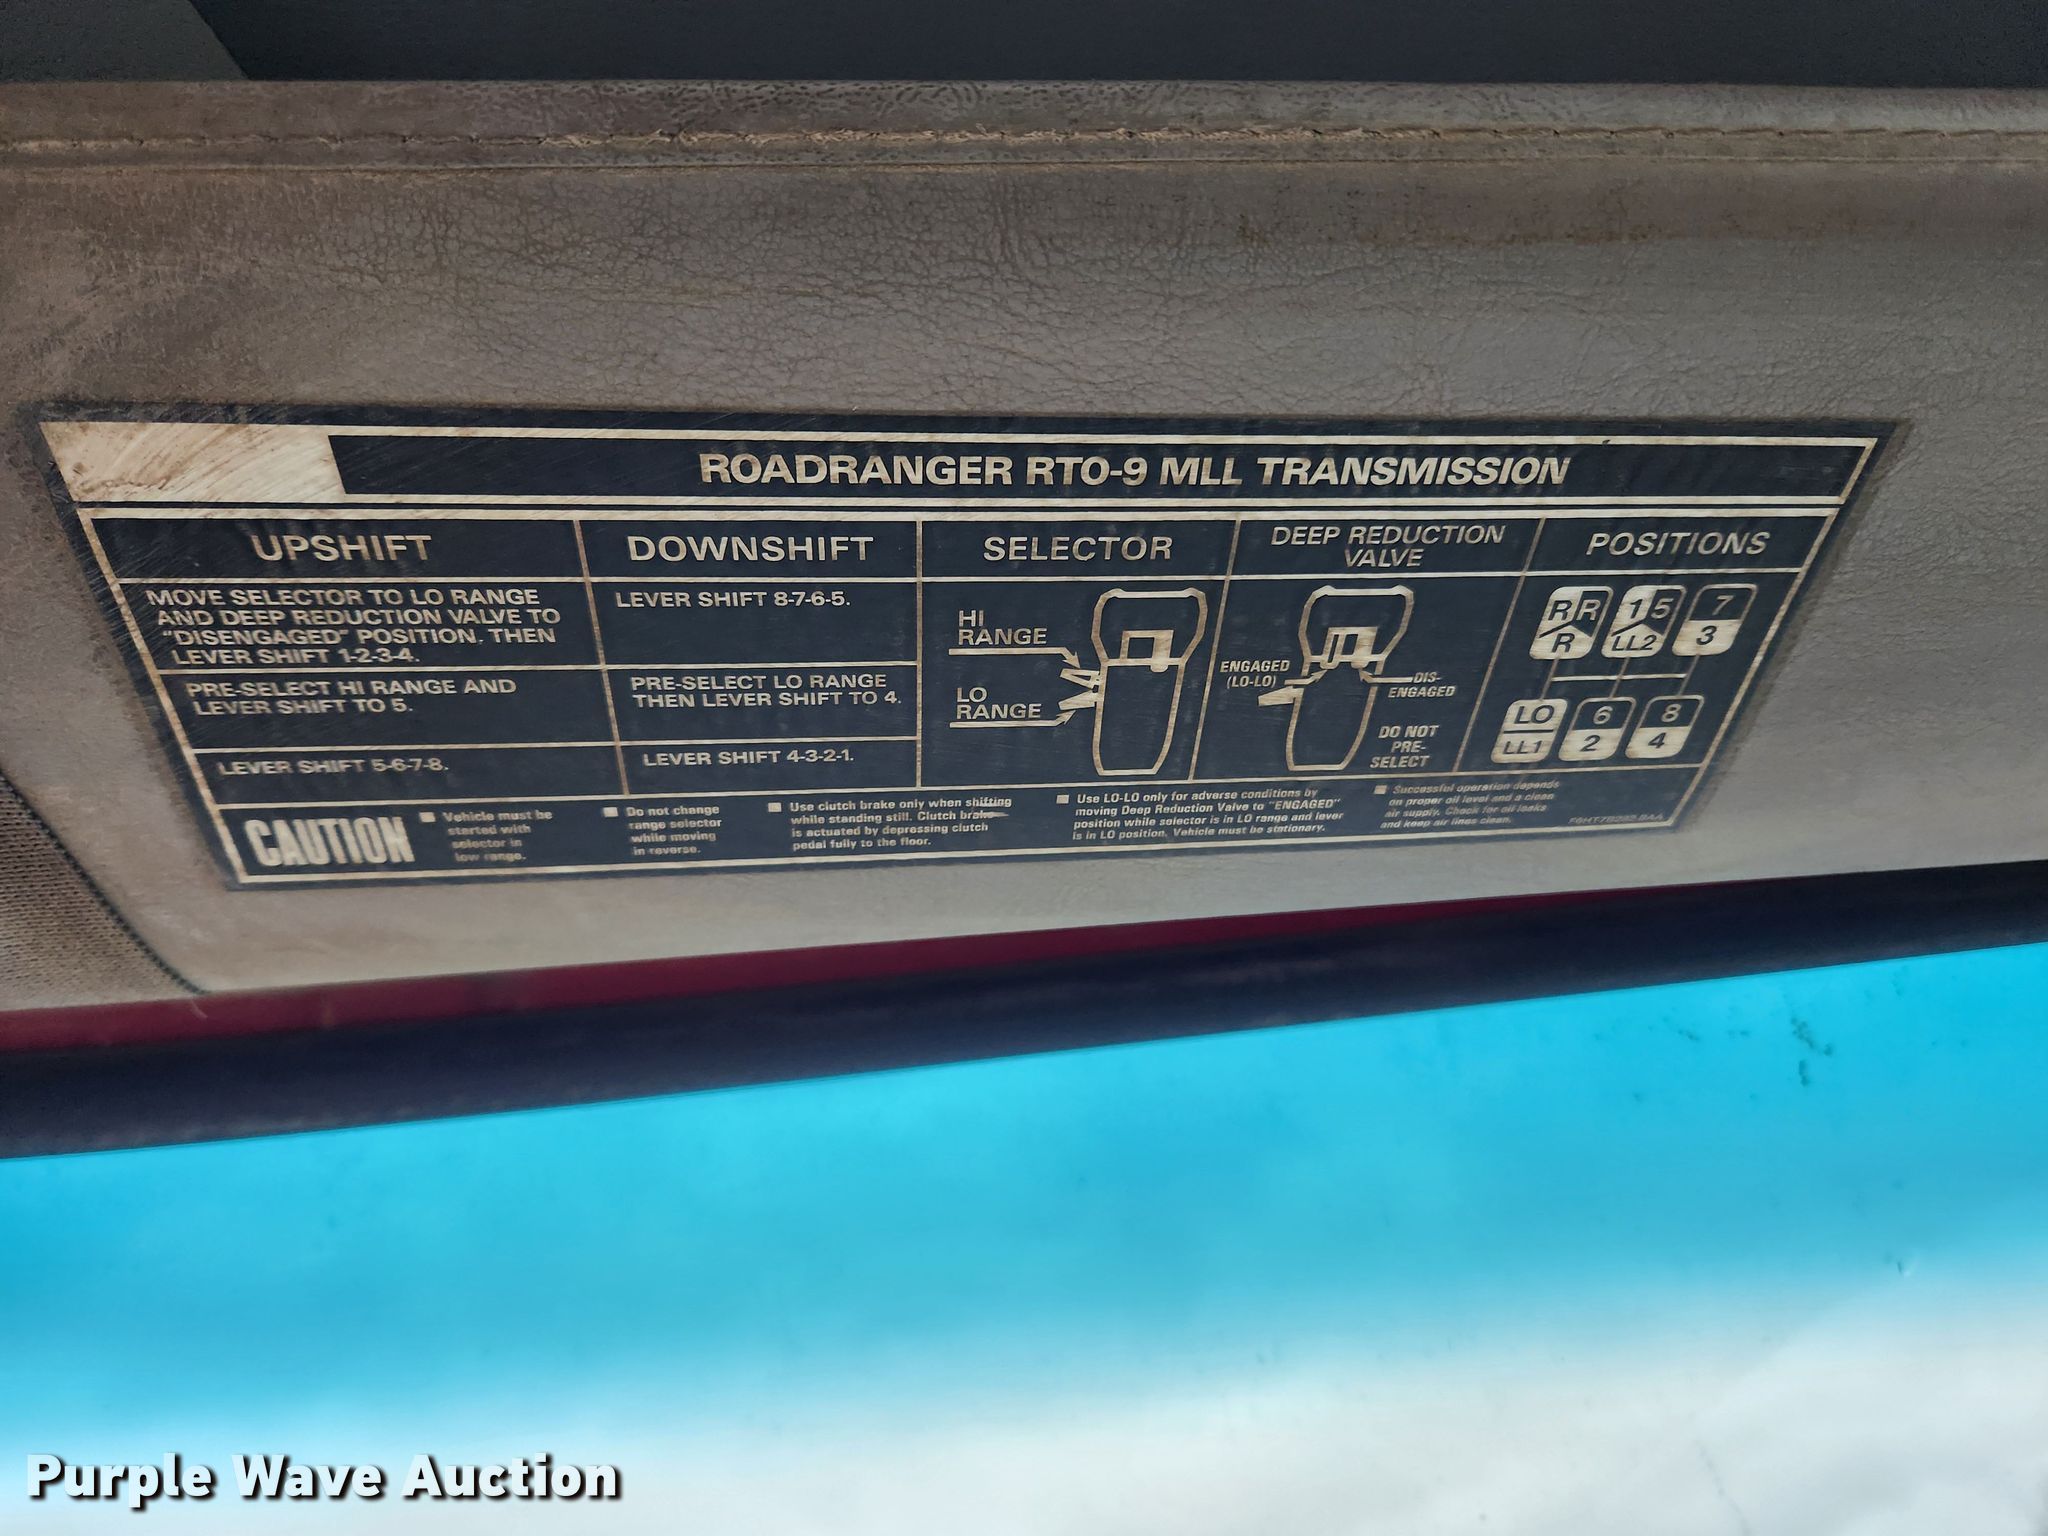 ROADRANGER RTO-9 MLL TRANSMISSION
UPSHIFT
MOVE SELECTOR TO LO RANGE
AND DEEP REDUCTION VALVE TO
"DISENGAGED" POSITION. THEN
LEVER SHIFT 1-2-3-4.
PRE-SELECT HI RANGE AND
LEVER SHIFT TO 5.
LEVER SHIFT 5-6-7-8.
DOWNSHIFT
LEVER SHIFT 8-7-6-5.
PRE-SELECT LO RANGE
THEN LEVER SHIFT TO 4.
LEVER SHIFT 4-3-2-1.
SELECTOR
HI
RANGE
LO
RANGE
DEEP REDUCTION
VALVE
ENGAGED
(LO-LO)
DIS-
ENGAGED
DO NOT
PRE-
SELECT
POSITIONS
R R 1 5 7
R LL2 3
LO 6 8
LL1 2 4
CAUTION
■ Vehicle must be
started with
selector in
low range.
■ Do not change
range selector
while moving
in reverse.
■ Use clutch brake only when shifting
while standing still. Clutch brake
is actuated by depressing clutch
pedal fully to the floor.
■ Use LO-LO only for adverse conditions by
moving Deep Reduction Valve to "ENGAGED"
position while selector is in LO range and lever
is in LO position. Vehicle must be stationary.
■ Successful operation depends
on proper oil level and a clean
air supply. Check for oil leaks
and keep air lines clean.
Purple Wave Auction